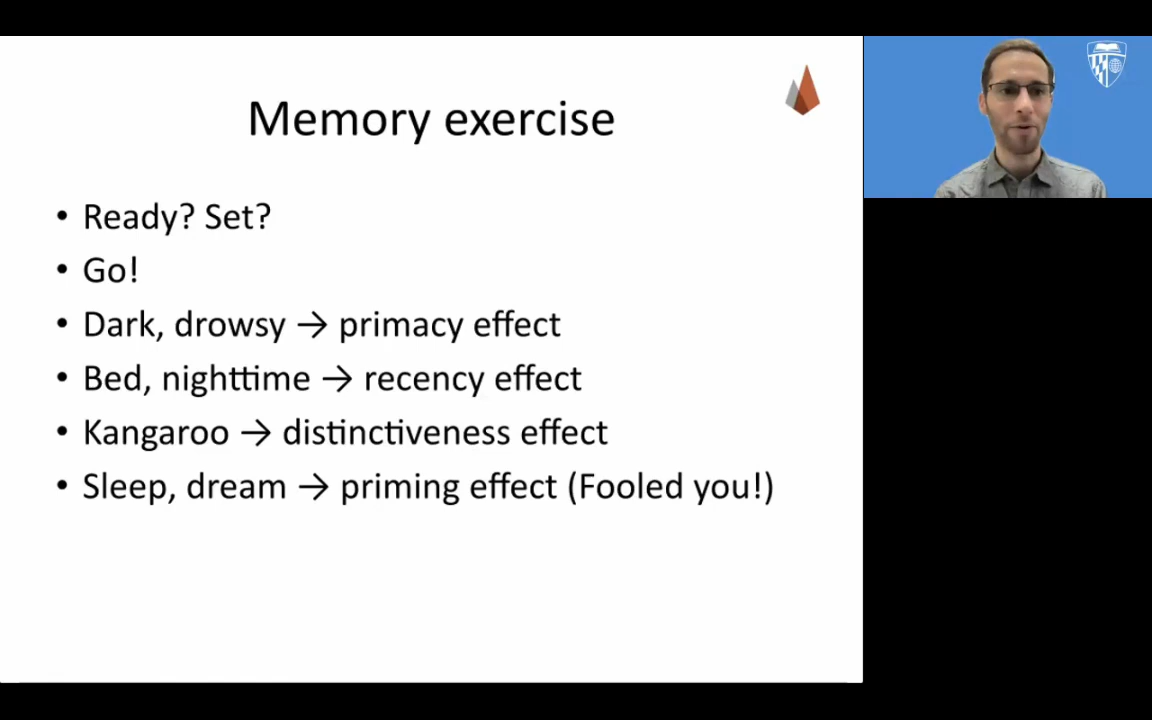 Memory exercise
• Ready? Set?
• Go!
• Dark, drowsy → primacy effect
• Bed, nighttime → recency effect
• Kangaroo → distinctiveness effect
• Sleep, dream → priming effect (Fooled you!)